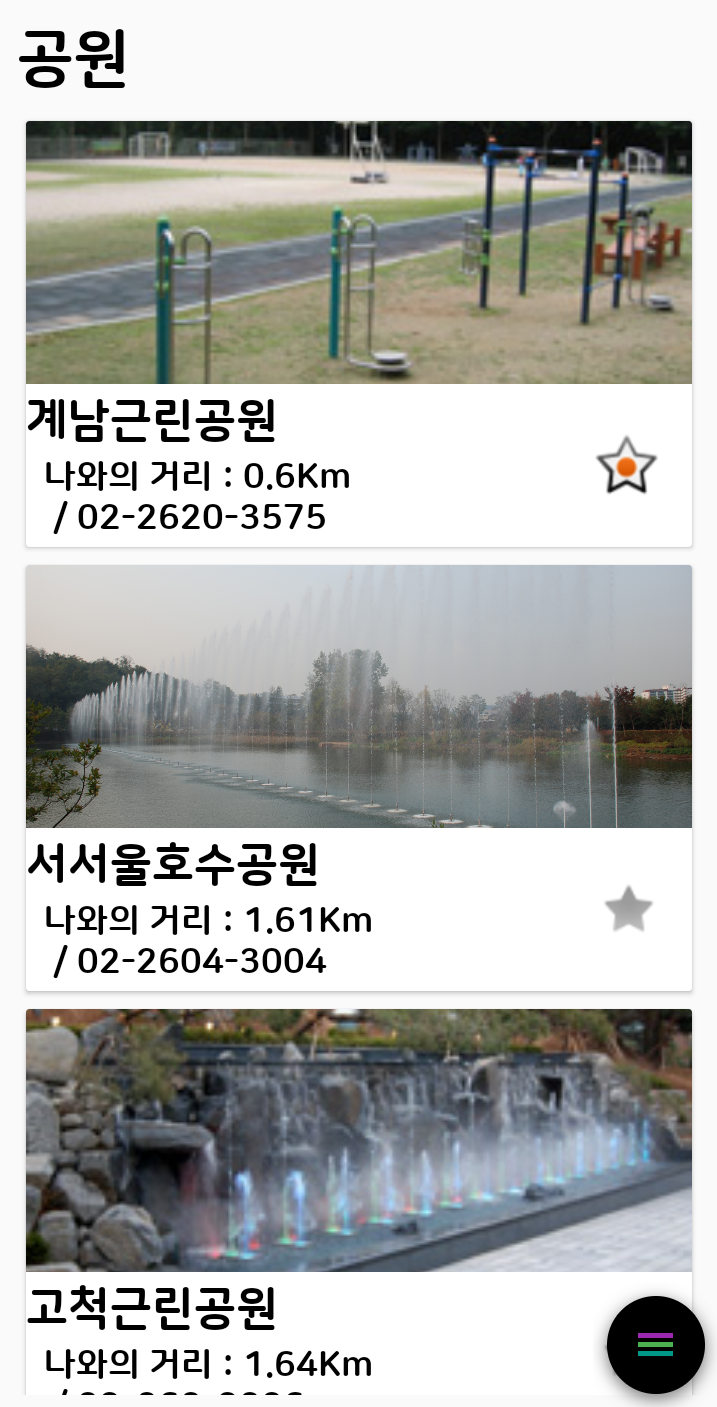 공원
계남근린공원
나와의 거리 : 0.6Km
/ 02-2620-3575
서서울호수공원
나와의 거리 : 1.61Km
/ 02-2604-3004
고척근린공원
나와의 거리 : 1.64Km